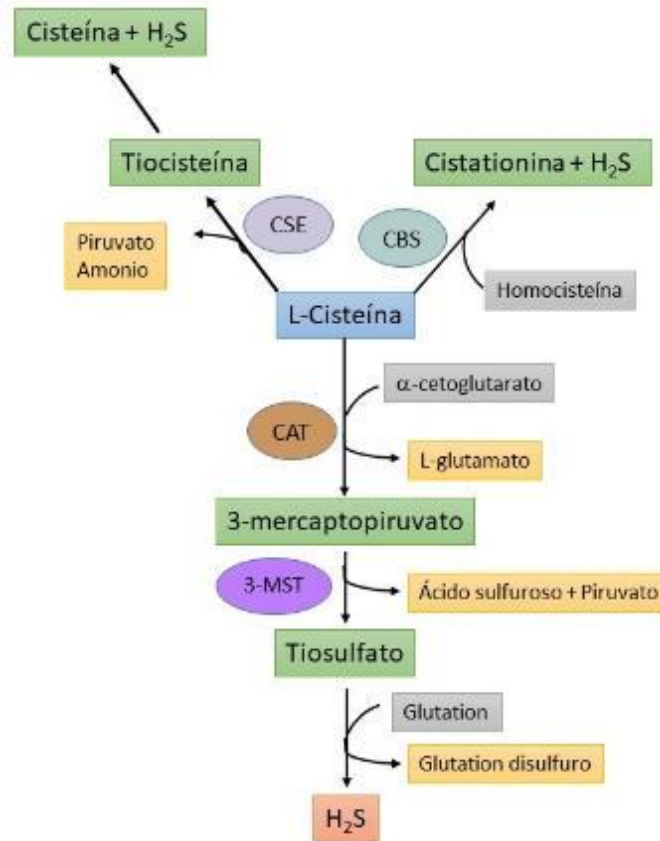 Cisteína + H₂S
Tiocisteína
Cistationina + H₂S
CSE
CBS
Piruvato
Amonio
Homocisteína
L-Cisteína
α-cetoglutarato
CAT
L-glutamato
3-mercaptopiruvato
3-MST
Ácido sulfuroso + Piruvato
Tiosulfato
Glutation
Glutation disulfuro
H₂S